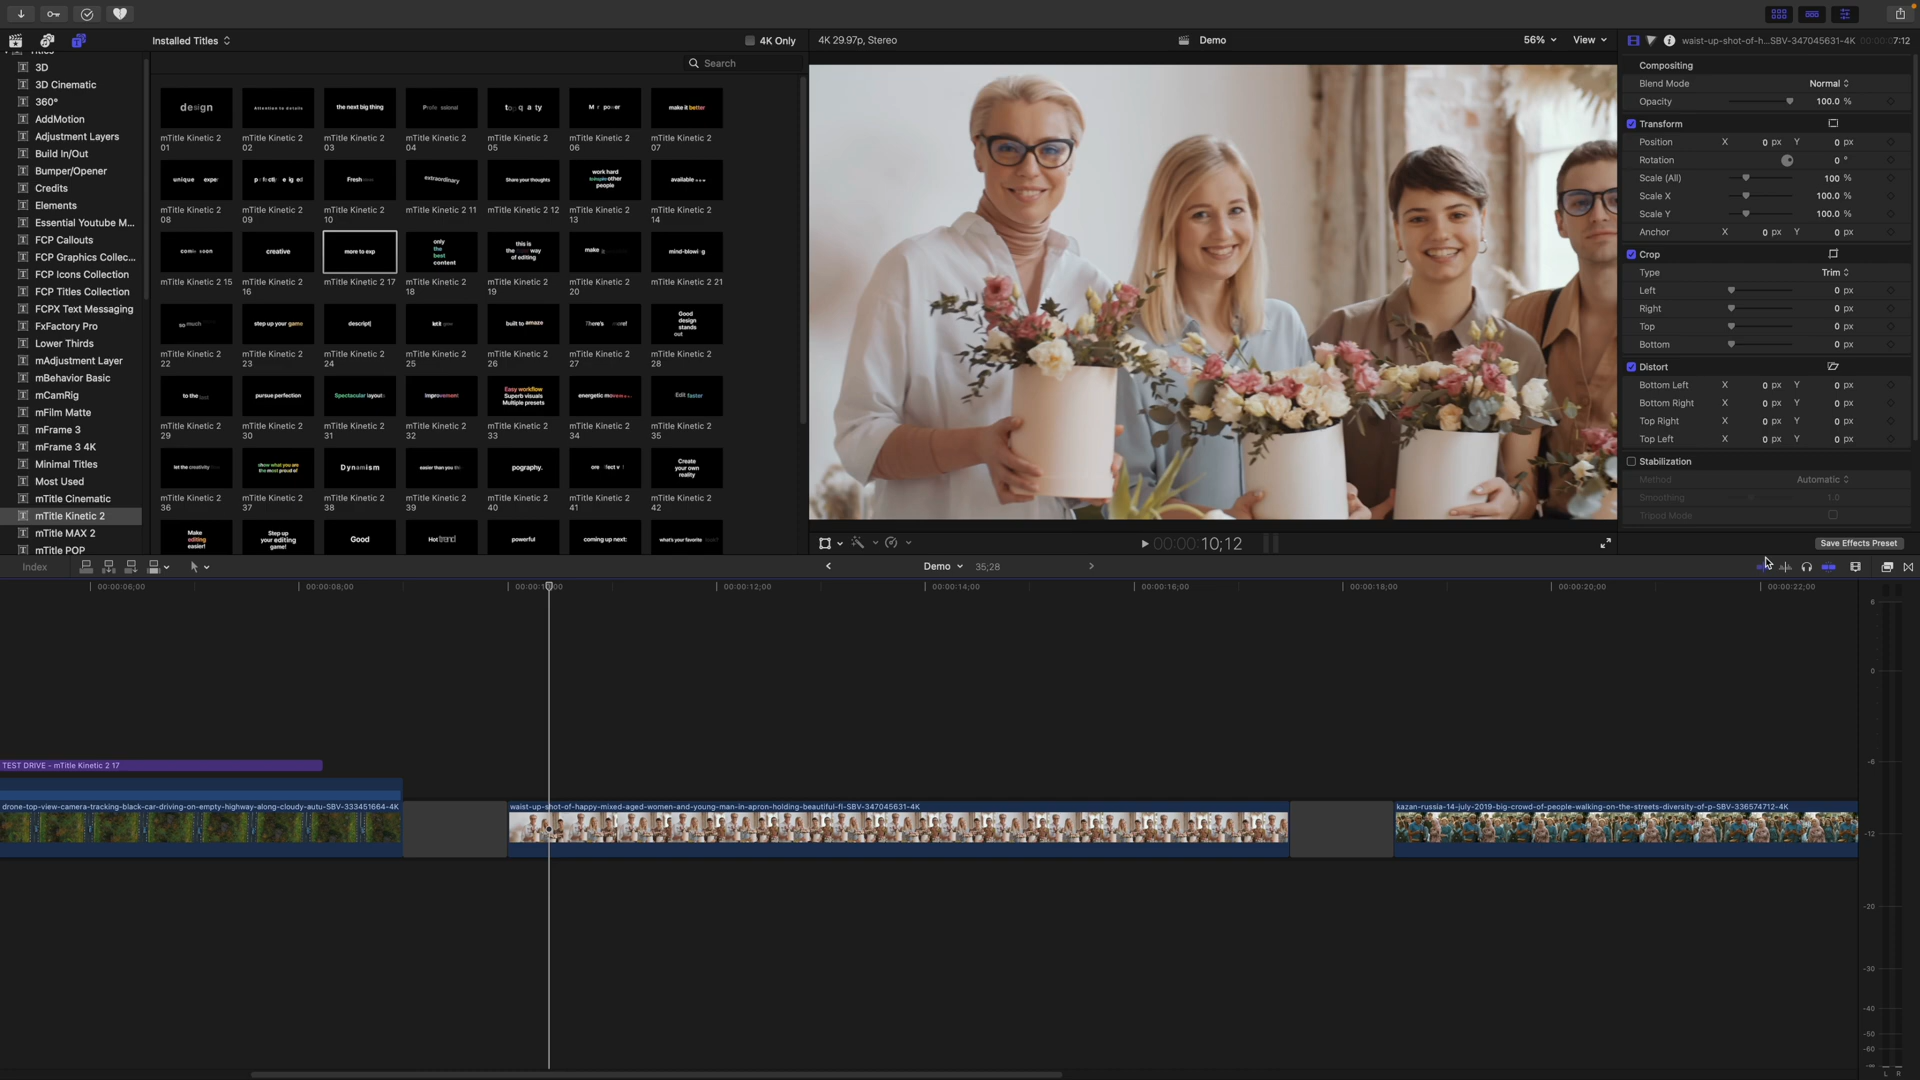 Installed Titles
4K Only
4K 29.97p, Stereo
Demo
56%
View
waist-up-shot-of-h...SBV-347045631-4K
7:12
Search
3D
3D Cinematic
360°
AddMotion
Adjustment Layers
Build In/Out
Bumper/Opener
Credits
Elements
Essential Youtube M...
FCP Callouts
FCP Graphics Collec...
FCP Icons Collection
FCP Titles Collection
FCPX Text Messaging
FxFactory Pro
Lower Thirds
mAdjustment Layer
mBehavior Basic
mCamRig
mFilm Matte
mFrame 3
mFrame 3 4K
Minimal Titles
Most Used
mTitle Cinematic
mTitle Kinetic 2
mTitle MAX 2
mTitle POP
design
Attention to details
the next big thing
make it better
mTitle Kinetic 2 01
mTitle Kinetic 2 02
mTitle Kinetic 2 03
mTitle Kinetic 2 04
mTitle Kinetic 2 05
mTitle Kinetic 2 06
mTitle Kinetic 2 07
unique
Fresh
extraordinary
Share your thoughts
work hard
other
people
available
mTitle Kinetic 2 08
mTitle Kinetic 2 09
mTitle Kinetic 2 10
mTitle Kinetic 2 11
mTitle Kinetic 2 12
mTitle Kinetic 2 13
mTitle Kinetic 2 14
creative
more to exp
only
the
best
content
this is
the way
of editing
make
mTitle Kinetic 2 15
mTitle Kinetic 2 16
mTitle Kinetic 2 17
mTitle Kinetic 2 18
mTitle Kinetic 2 19
mTitle Kinetic 2 20
mTitle Kinetic 2 21
so much
step up your game
descript
built to amaze
There's
Good
design
stands
out
mTitle Kinetic 2 22
mTitle Kinetic 2 23
mTitle Kinetic 2 24
mTitle Kinetic 2 25
mTitle Kinetic 2 26
mTitle Kinetic 2 27
mTitle Kinetic 2 28
to the
pursue perfection
Spectacular layout
improvement
Easy workflow
Superb visuals
Multiple presets
energetic
Edit faster
mTitle Kinetic 2 29
mTitle Kinetic 2 30
mTitle Kinetic 2 31
mTitle Kinetic 2 32
mTitle Kinetic 2 33
mTitle Kinetic 2 34
mTitle Kinetic 2 35
let the creativity
show what you are
the most proud of
Dynamism
easier than you
pography.
Create
your own
reality
mTitle Kinetic 2 36
mTitle Kinetic 2 37
mTitle Kinetic 2 38
mTitle Kinetic 2 39
mTitle Kinetic 2 40
mTitle Kinetic 2 41
mTitle Kinetic 2 42
Make
editing
easier!
Step up
your editing
game!
Good
Hot trend
powerful
coming up next:
what's your favorite
00:00:10;12
Compositing
Blend Mode Normal
Opacity 100.0 %
Transform
Position X 0 px Y 0 px
Rotation 0 °
Scale (All) 100 %
Scale X 100.0 %
Scale Y 100.0 %
Anchor X 0 px Y 0 px
Crop
Type Trim
Left 0 px
Right 0 px
Top 0 px
Bottom 0 px
Distort
Bottom Left X 0 px Y 0 px
Bottom Right X 0 px Y 0 px
Top Right X 0 px Y 0 px
Top Left X 0 px Y 0 px
Stabilization
Method Automatic
Smoothing 1.0
Tripod Mode
Save Effects Preset
Index
Demo
35;28
00:00:06;00
00:00:08;00
00:00:12;00
00:00:14;00
00:00:16;00
00:00:18;00
00:00:20;00
00:00:22;00
TEST DRIVE - mTitle Kinetic 2 17
drone-top-view-camera-tracking-black-car-driving-on-empty-highway-along-cloudy-autu-SBV-333451664-4K
waist-up-shot-of-happy-mixed-aged-women-and-young-man-in-apron-holding-beautiful-fl-SBV-347045631-4K
kazan-russia-14-july-2019-big-crowd-of-people-walking-on-the-streets-diversity-of-p-SBV-336574712-4K
6
0
-6
-12
-20
-30
-40
-50
-60
-∞
L R